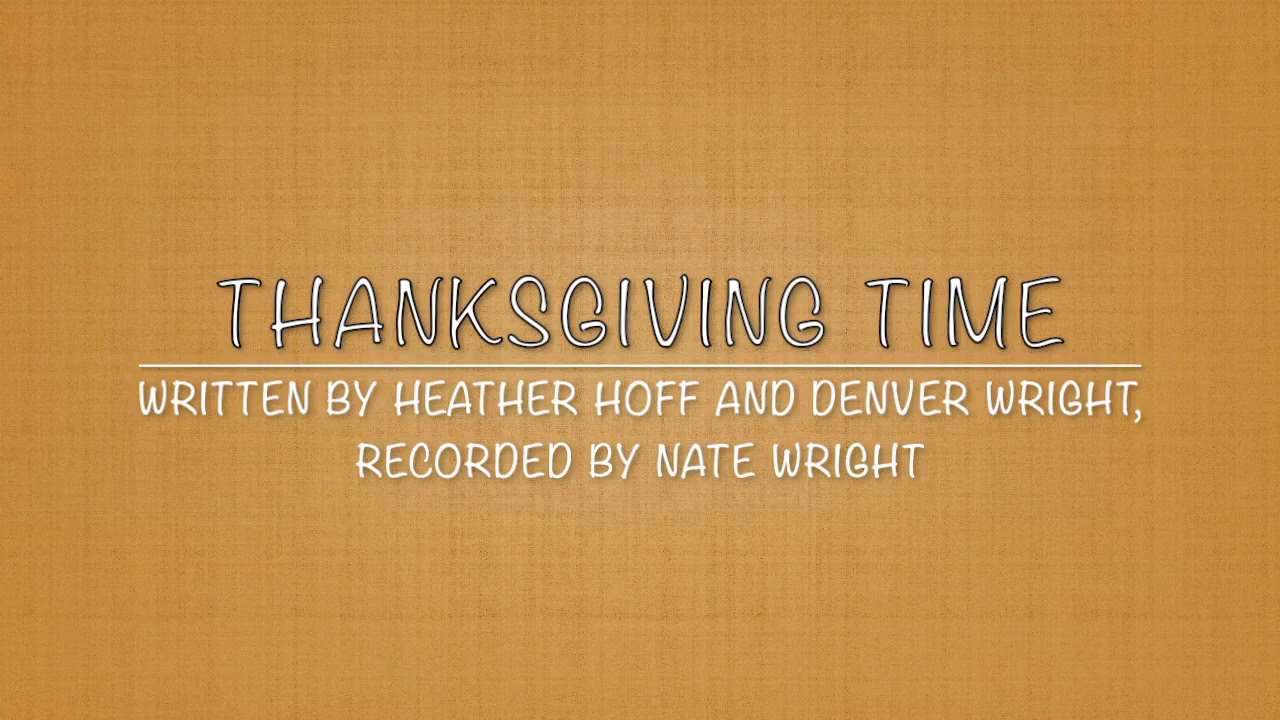 THANKSGIVING TIME
WRITTEN BY HEATHER HOFF AND DENVER WRIGHT,
RECORDED BY NATE WRIGHT